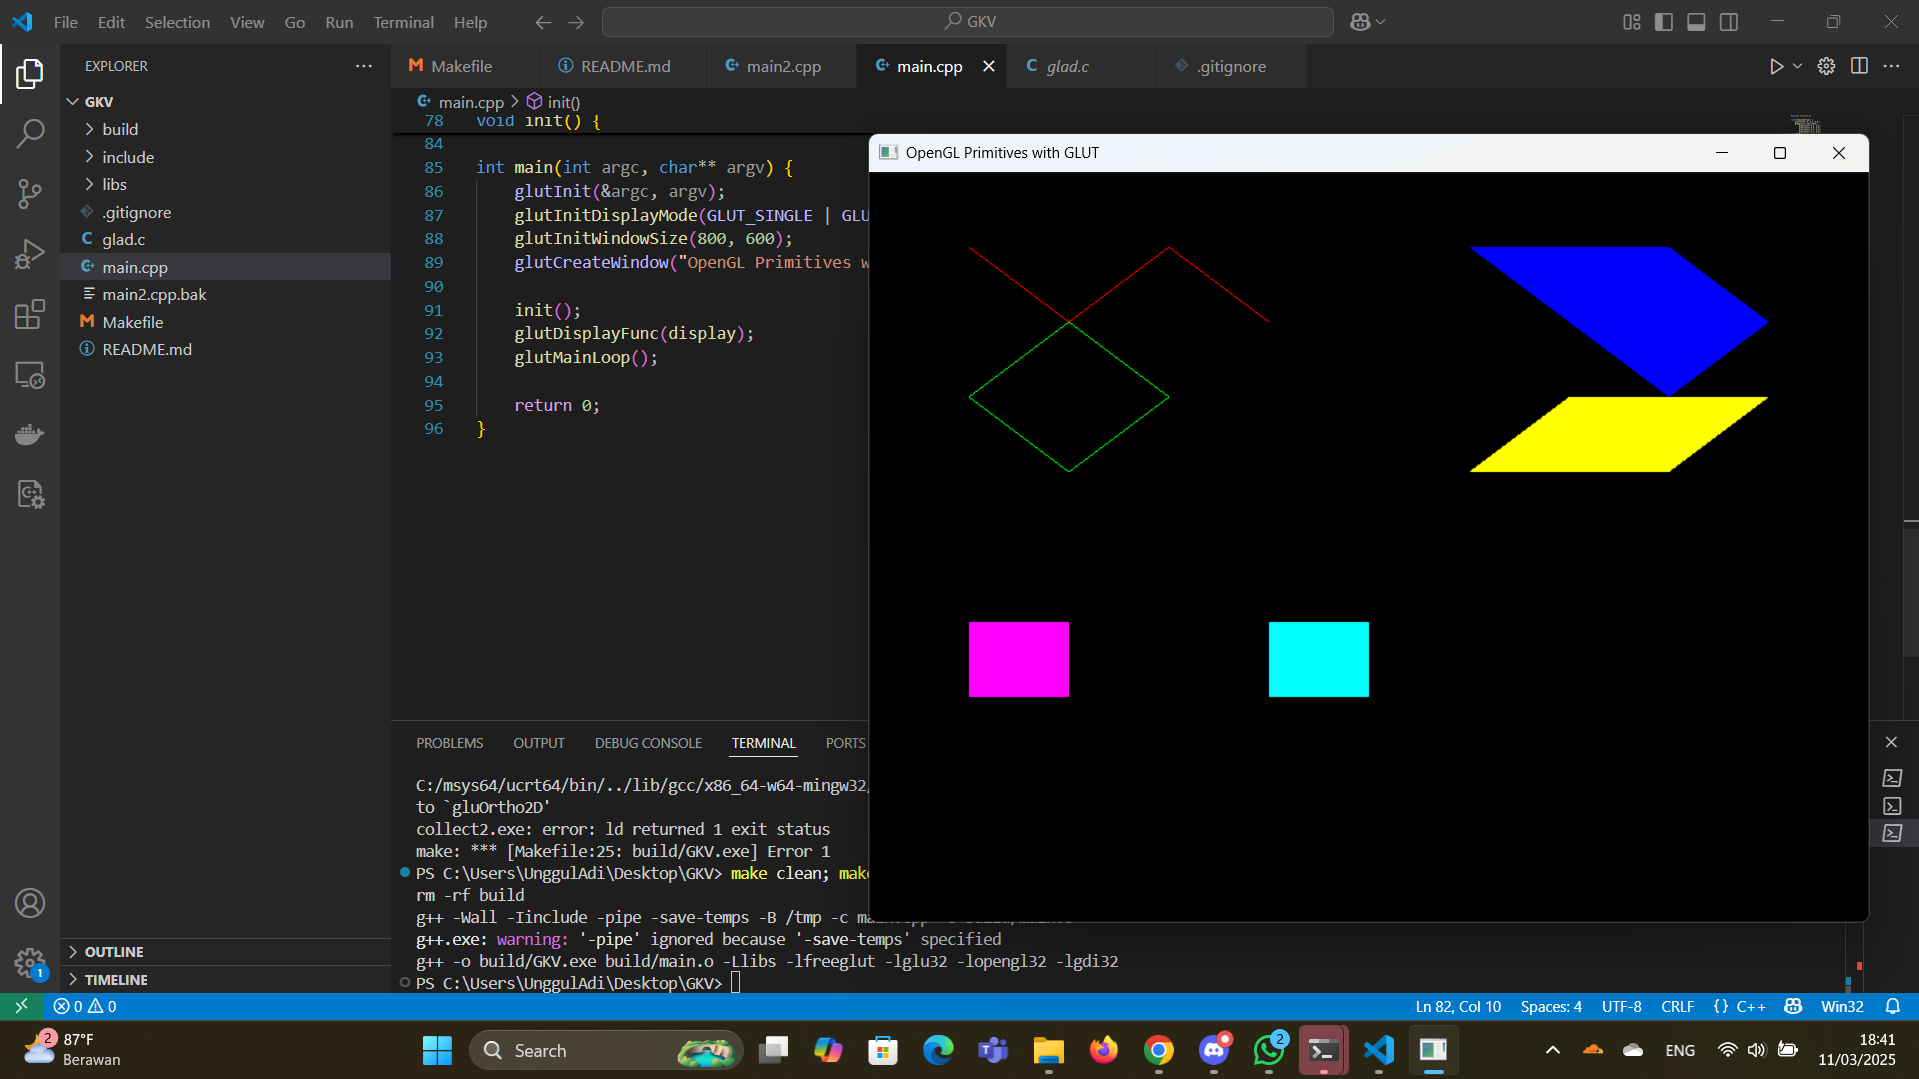 File Edit Selection View Go Run Terminal Help
GKV
EXPLORER
Makefile README.md main2.cpp main.cpp glad.c .gitignore
GKV
build
include
libs
.gitignore
glad.c
main.cpp
main2.cpp.bak
Makefile
README.md
OUTLINE
TIMELINE
main.cpp > init()
78 void init() {
84
85 int main(int argc, char** argv) {
86 glutInit(&argc, argv);
87 glutInitDisplayMode(GLUT_SINGLE | GLU
88 glutInitWindowSize(800, 600);
89 glutCreateWindow("OpenGL Primitives w
90
91 init();
92 glutDisplayFunc(display);
93 glutMainLoop();
94
95 return 0;
96 }
OpenGL Primitives with GLUT
PROBLEMS OUTPUT DEBUG CONSOLE TERMINAL PORTS
C:/msys64/ucrt64/bin/../lib/gcc/x86_64-w64-mingw32/
to `gluOrtho2D'
collect2.exe: error: ld returned 1 exit status
make: *** [Makefile:25: build/GKV.exe] Error 1
PS C:\Users\UnggulAdi\Desktop\GKV> make clean; make
rm -rf build
g++ -Wall -Iinclude -pipe -save-temps -B /tmp -c
g++.exe: warning: '-pipe' ignored because '-save-temps' specified
g++ -o build/GKV.exe build/main.o -Llibs -lfreeglut -lglu32 -lopengl32 -lgdi32
PS C:\Users\UnggulAdi\Desktop\GKV>
1
0 0
Ln 82, Col 10 Spaces: 4 UTF-8 CRLF {} C++ Win32
2
87°F
Berawan
Search
2
ENG
18:41
11/03/2025